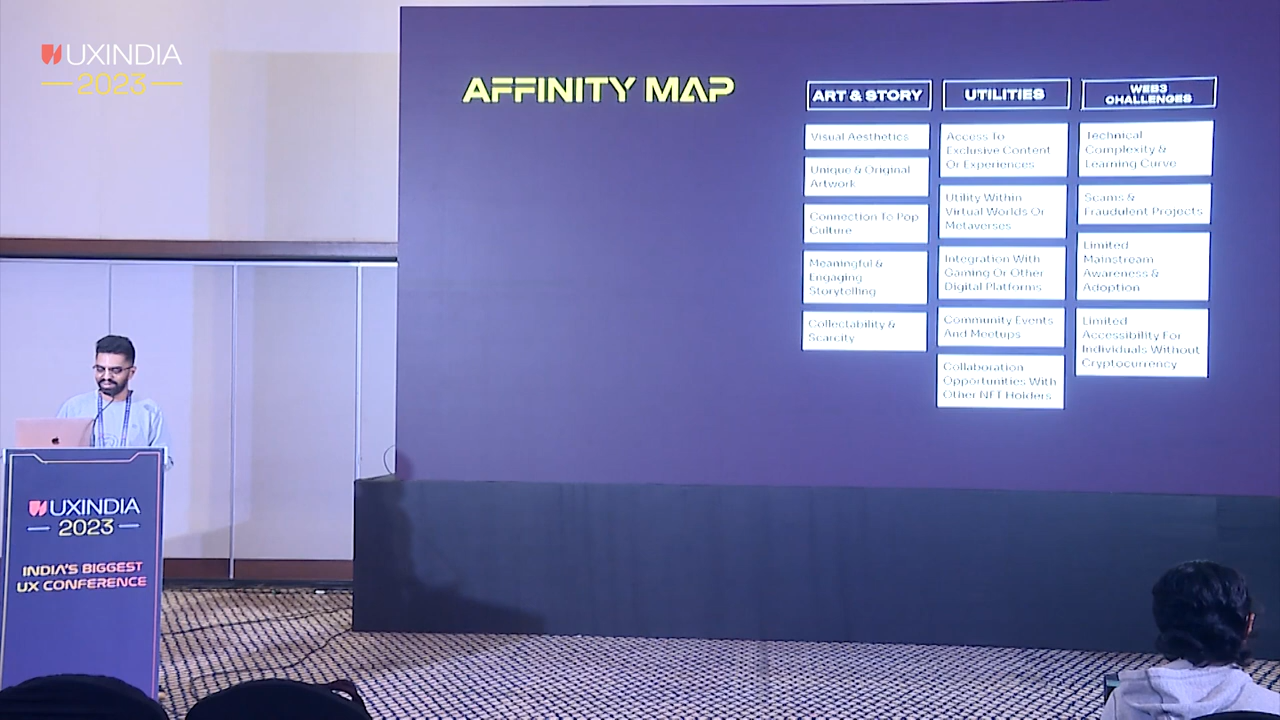 UXINDIA
2023
AFFINITY MAP
ART & STORY
Visual Aesthetics
Unique & Original
Artwork
Connection To Pop
Culture
Meaningful &
Engaging
Storytelling
Collectability &
Scarcity
UTILITIES
Access To
Exclusive Content
Or Experiences
Utility Within
Virtual Worlds Or
Metaverses
Integration With
Gaming Or Other
Digital Platforms
Community Events
And Meetups
Collaboration
Opportunities With
Other NFT Holders
WEB3
CHALLENGES
Technical
Complexity &
Learning Curve
Scams &
Fraudulent Projects
Limited
Mainstream
Awareness &
Adoption
Limited
Accessibility For
Individuals Without
Cryptocurrency
UXINDIA
2023
INDIA'S BIGGEST
UX CONFERENCE